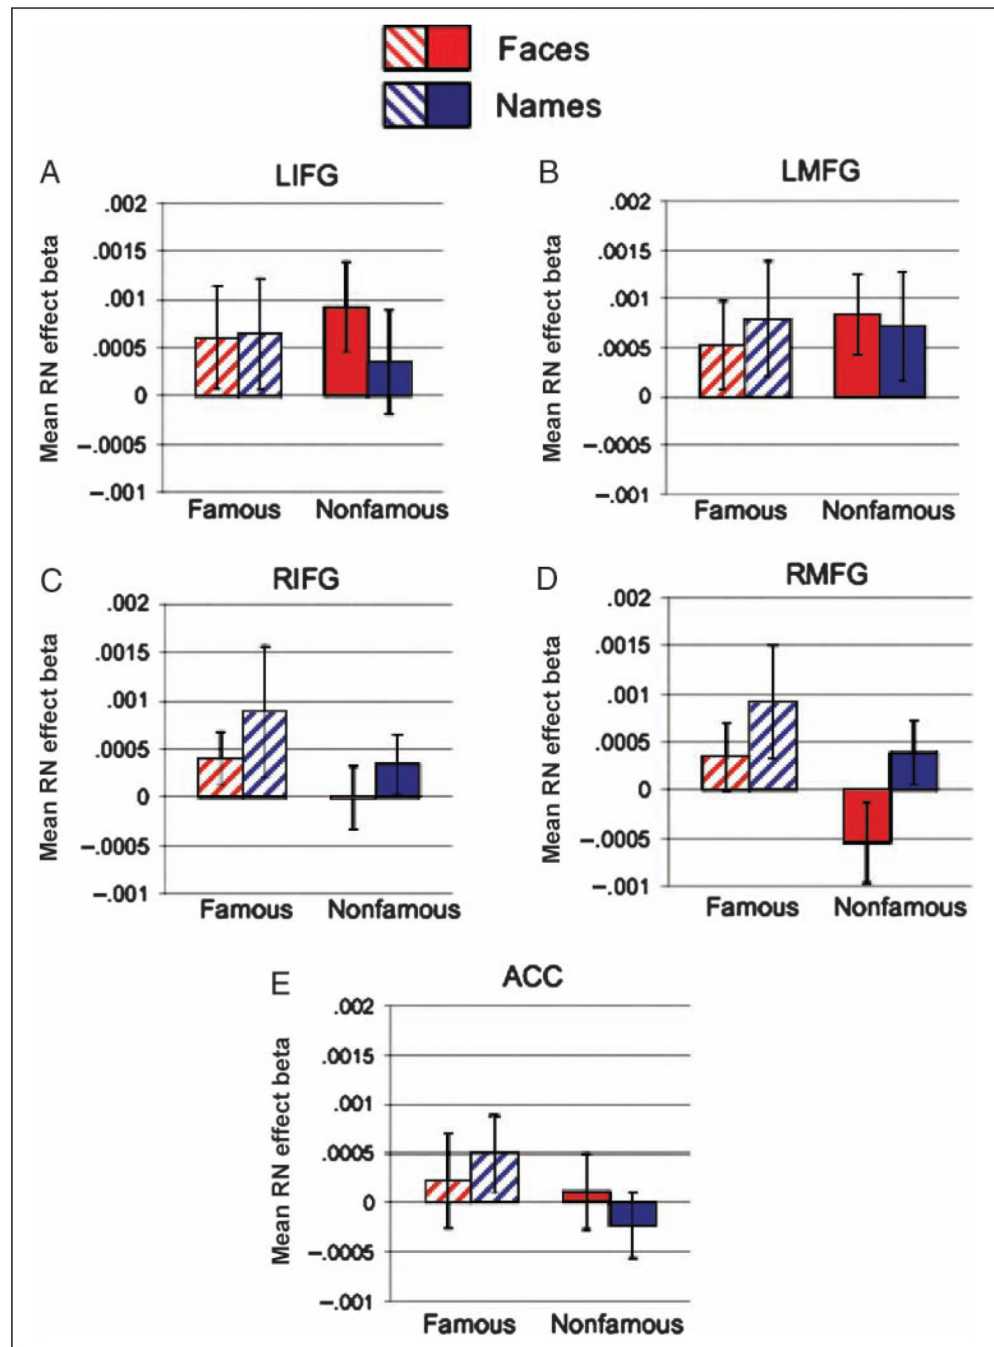 Faces
Names
A
LIFG
Mean RN effect beta
.002
.0015
.001
.0005
0
–.0005
–.001
Famous Nonfamous
B
LMFG
Mean RN effect beta
.002
.0015
.001
.0005
0
–.0005
–.001
Famous Nonfamous
C
RIFG
Mean RN effect beta
.002
.0015
.001
.0005
0
–.0005
–.001
Famous Nonfamous
D
RMFG
Mean RN effect beta
.002
.0015
.001
.0005
0
–.0005
–.001
Famous Nonfamous
E
ACC
Mean RN effect beta
.002
.0015
.001
.0005
0
–.0005
–.001
Famous Nonfamous